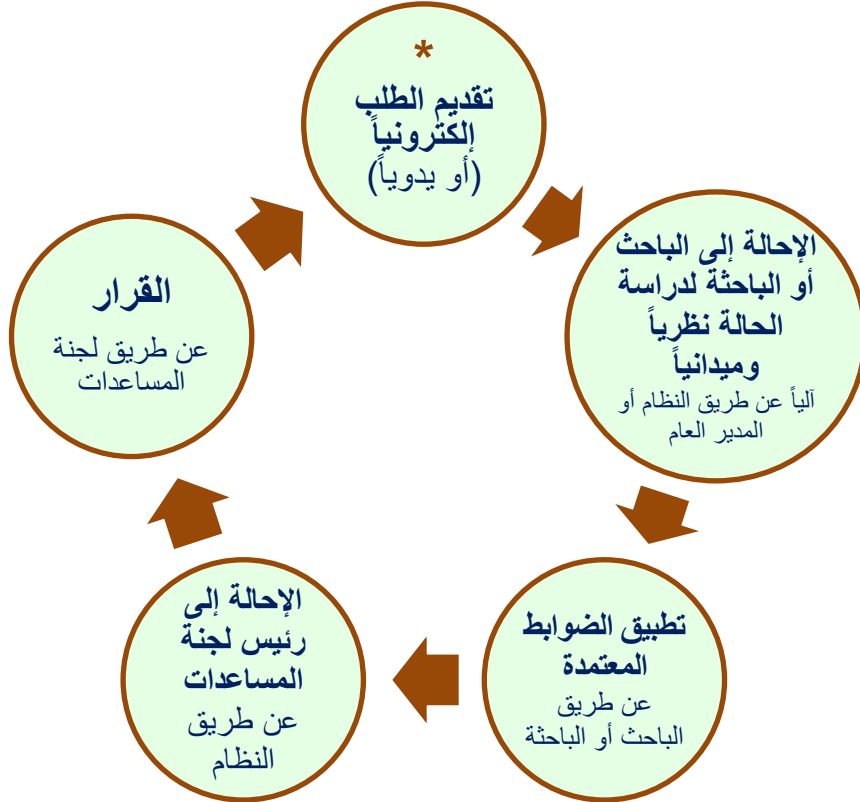 *
تقديم الطلب
إلكترونياً
(أو يدوياً)
الإحالة إلى الباحث
أو الباحثة لدراسة
الحالة نظرياً
وميدانياً
آلياً عن طريق النظام أو
المدير العام
تطبيق الضوابط
المعتمدة
عن طريق
الباحث أو الباحثة
الإحالة إلى
رئيس لجنة
المساعدات
عن طريق
النظام
القرار
عن طريق لجنة
المساعدات